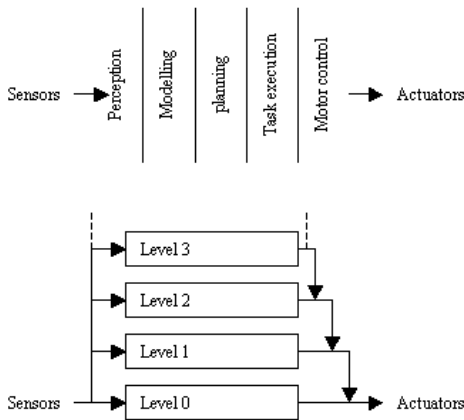 Sensors
Perception
Modelling
planning
Task execution
Motor control
Actuators
Level 3
Level 2
Level 1
Sensors
Level 0
Actuators